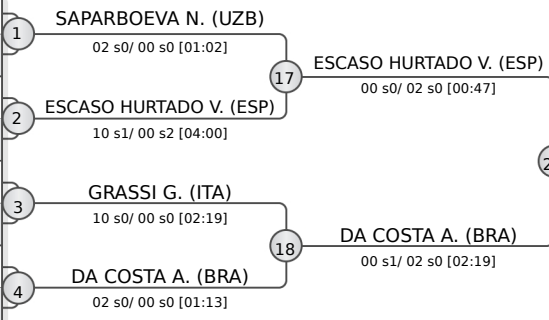 SAPARBOEVA N. (UZB)
1
02 s0/ 00 s0 [01:02]
17
ESCASO HURTADO V. (ESP)
00 s0/ 02 s0 [00:47]
ESCASO HURTADO V. (ESP)
2
10 s1/ 00 s2 [04:00]
GRASSI G. (ITA)
3
10 s0/ 00 s0 [02:19]
18
DA COSTA A. (BRA)
00 s1/ 02 s0 [02:19]
DA COSTA A. (BRA)
4
02 s0/ 00 s0 [01:13]